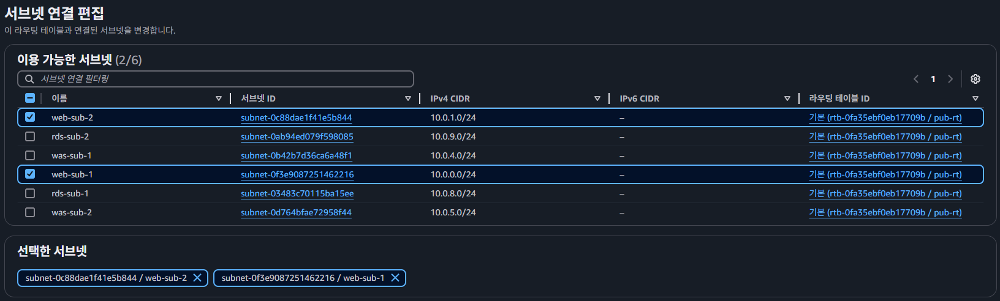 서브넷 연결 편집
이 라우팅 테이블과 연결된 서브넷을 변경합니다.
이용 가능한 서브넷 (2/6)
서브넷 연결 필터링
1
이름 서브넷 ID IPv4 CIDR IPv6 CIDR 라우팅 테이블 ID
web-sub-2 subnet-0c88dae1f41e5b844 10.0.1.0/24 – 기본 (rtb-0fa35ebf0eb17709b / pub-rt)
rds-sub-2 subnet-0ab94ed079f598085 10.0.9.0/24 – 기본 (rtb-0fa35ebf0eb17709b / pub-rt)
was-sub-1 subnet-0b42b7d36ca6a48f1 10.0.4.0/24 – 기본 (rtb-0fa35ebf0eb17709b / pub-rt)
web-sub-1 subnet-0f3e9087251462216 10.0.0.0/24 – 기본 (rtb-0fa35ebf0eb17709b / pub-rt)
rds-sub-1 subnet-03483c70115ba15ee 10.0.8.0/24 – 기본 (rtb-0fa35ebf0eb17709b / pub-rt)
was-sub-2 subnet-0d764bfae72958f44 10.0.5.0/24 – 기본 (rtb-0fa35ebf0eb17709b / pub-rt)
선택한 서브넷
subnet-0c88dae1f41e5b844 / web-sub-2 subnet-0f3e9087251462216 / web-sub-1